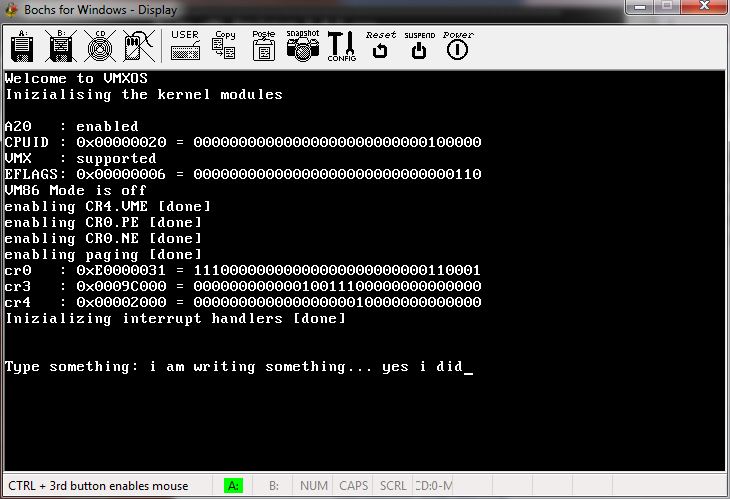 Bochs for Windows - Display
A: B: CD USER Copy Paste snapshot CONFIG Reset SUSPEND Power
Welcome to VMXOS
Inizialising the kernel modules
A20   : enabled
CPUID : 0x00000020 = 00000000000000000000000000100000
VMX   : supported
EFLAGS: 0x00000006 = 00000000000000000000000000000110
VM86 Mode is off
enabling CR4.VME [done]
enabling CR0.PE [done]
enabling CR0.NE [done]
enabling paging [done]
cr0   : 0xE0000031 = 11100000000000000000000000110001
cr3   : 0x0009C000 = 00000000000010011100000000000000
cr4   : 0x00002000 = 00000000000000000010000000000000
Inizializing interrupt handlers [done]
Type something: i am writing something... yes i did_
CTRL + 3rd button enables mouse A: B: NUM CAPS SCRL CD:0-M